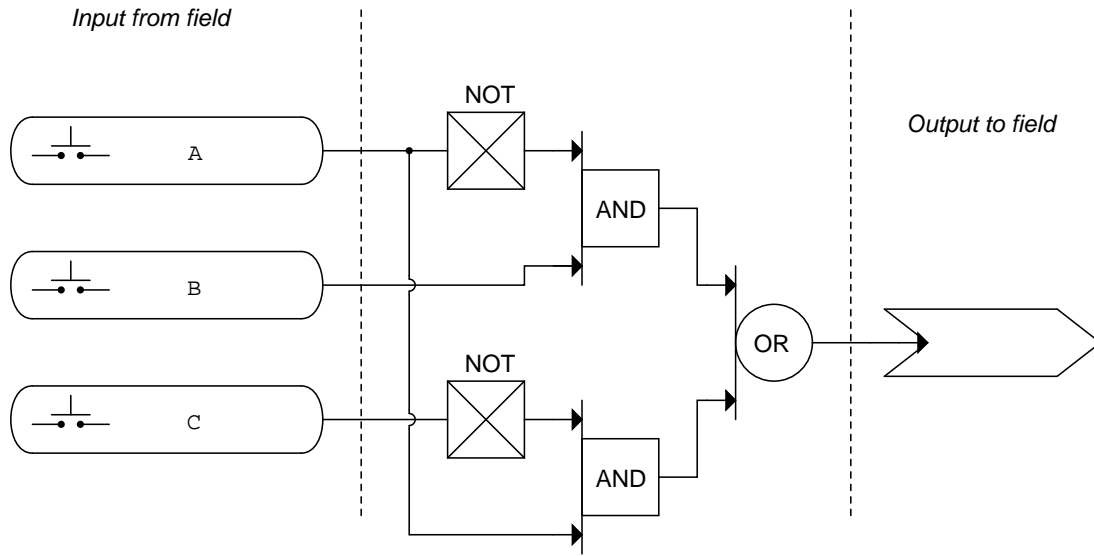 Input from field
NOT
Output to field
A
AND
B
OR
NOT
C
AND